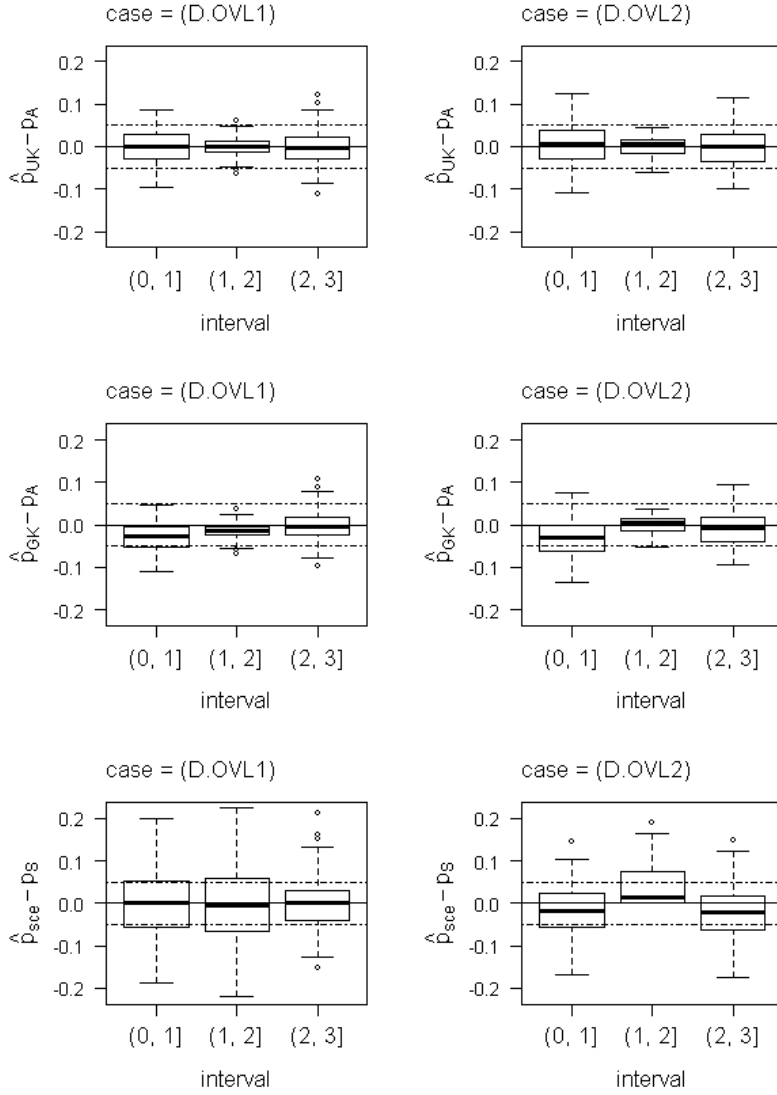 case = (D.OVL1)
0.2
0.1
0.0
-0.1
-0.2
p̂UK − pA
(0, 1] (1, 2] (2, 3]
interval
case = (D.OVL2)
0.2
0.1
0.0
-0.1
-0.2
p̂UK − pA
(0, 1] (1, 2] (2, 3]
interval
case = (D.OVL1)
0.2
0.1
0.0
-0.1
-0.2
p̂GK − pA
(0, 1] (1, 2] (2, 3]
interval
case = (D.OVL2)
0.2
0.1
0.0
-0.1
-0.2
p̂GK − pA
(0, 1] (1, 2] (2, 3]
interval
case = (D.OVL1)
0.2
0.1
0.0
-0.1
-0.2
p̂sce − pS
(0, 1] (1, 2] (2, 3]
interval
case = (D.OVL2)
0.2
0.1
0.0
-0.1
-0.2
p̂sce − pS
(0, 1] (1, 2] (2, 3]
interval